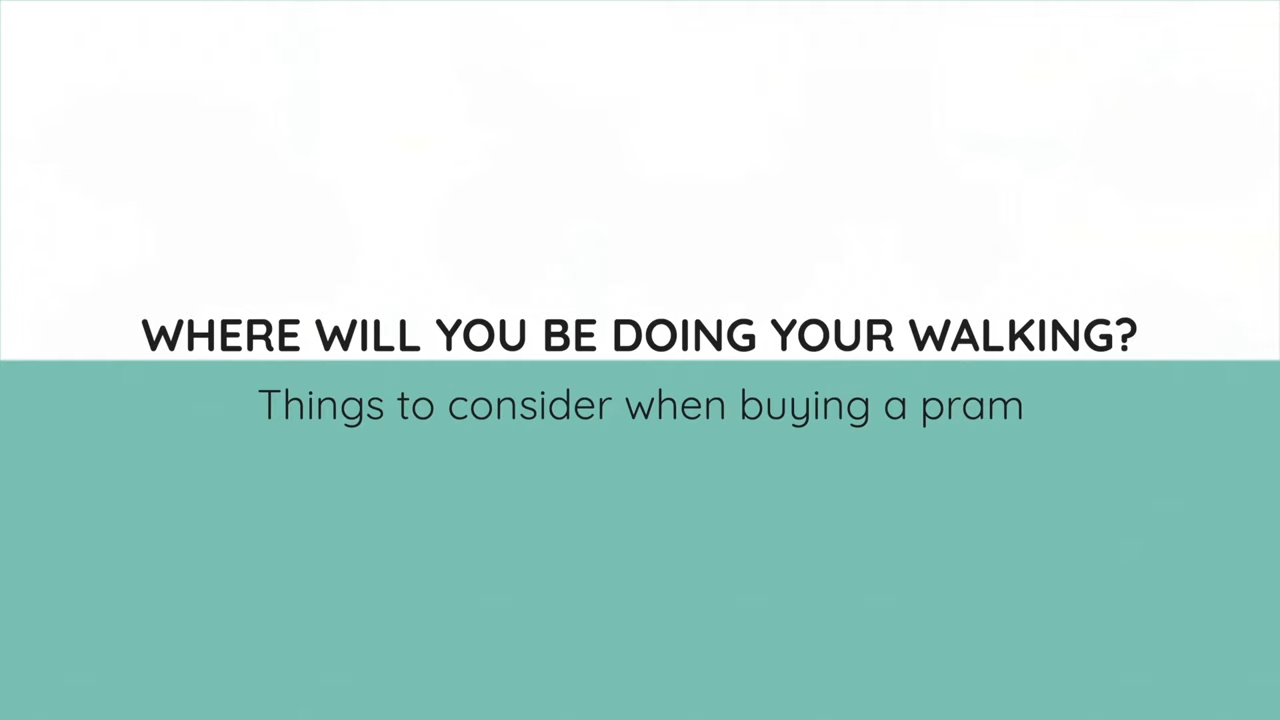 WHERE WILL YOU BE DOING YOUR WALKING?
Things to consider when buying a pram